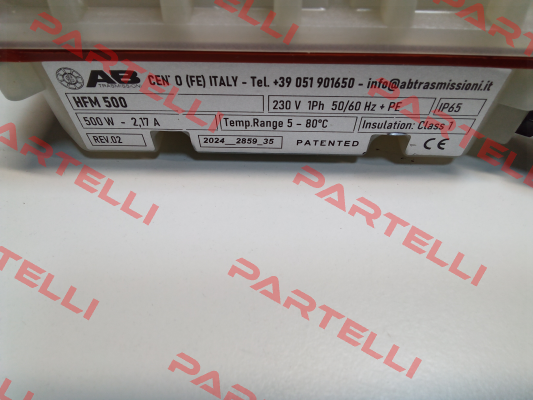 AB TRASMISSIONI CENTO (FE) ITALY - Tel. +39 051 901650 - info@abtrasmissioni.it
HFM 500 230 V 1Ph 50/60 Hz + PE IP65
500 W - 2,17 A Temp.Range 5 - 80°C Insulation: Class 1
REV.02 2024__2859_35 PATENTED CE
PARTELLI
PARTELLI
PARTELLI
PARTELLI
PARTELLI
PARTELLI